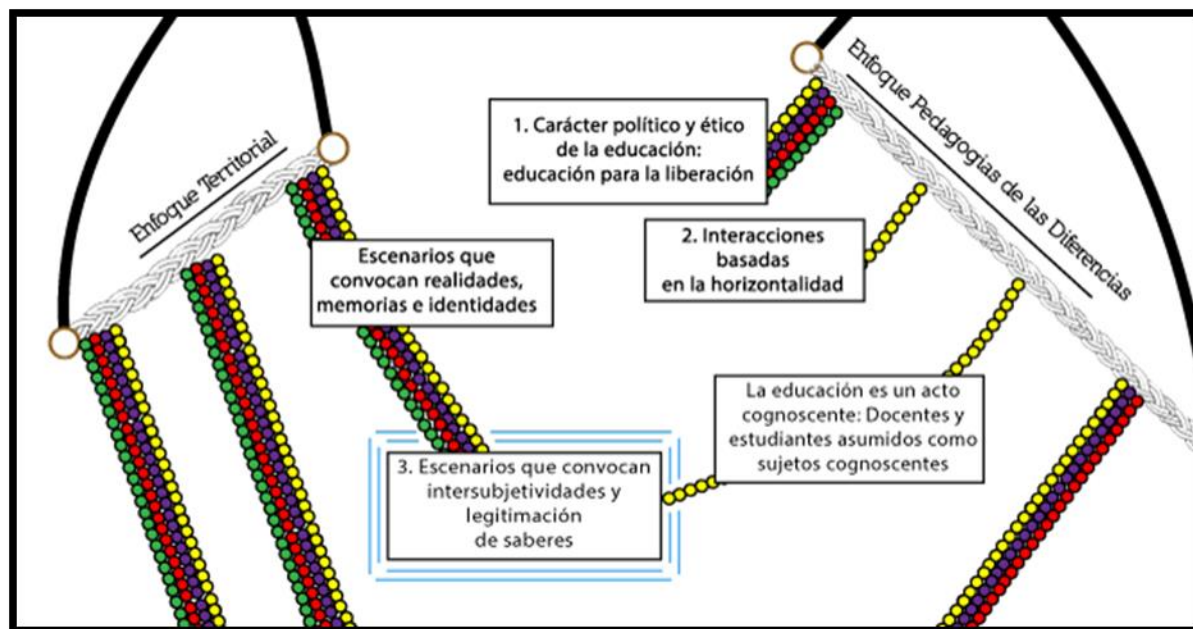 Enfoque Territorial
Escenarios que
convocan realidades,
memorias e identidades
Enfoque Pedagogías de las Diferencias
1. Carácter político y ético
de la educación:
educación para la liberación
2. Interacciones
basadas
en la horizontalidad
La educación es un acto
cognoscente: Docentes y
estudiantes asumidos como
sujetos cognoscentes
3. Escenarios que convocan
intersubjetividades y
legitimación
de saberes